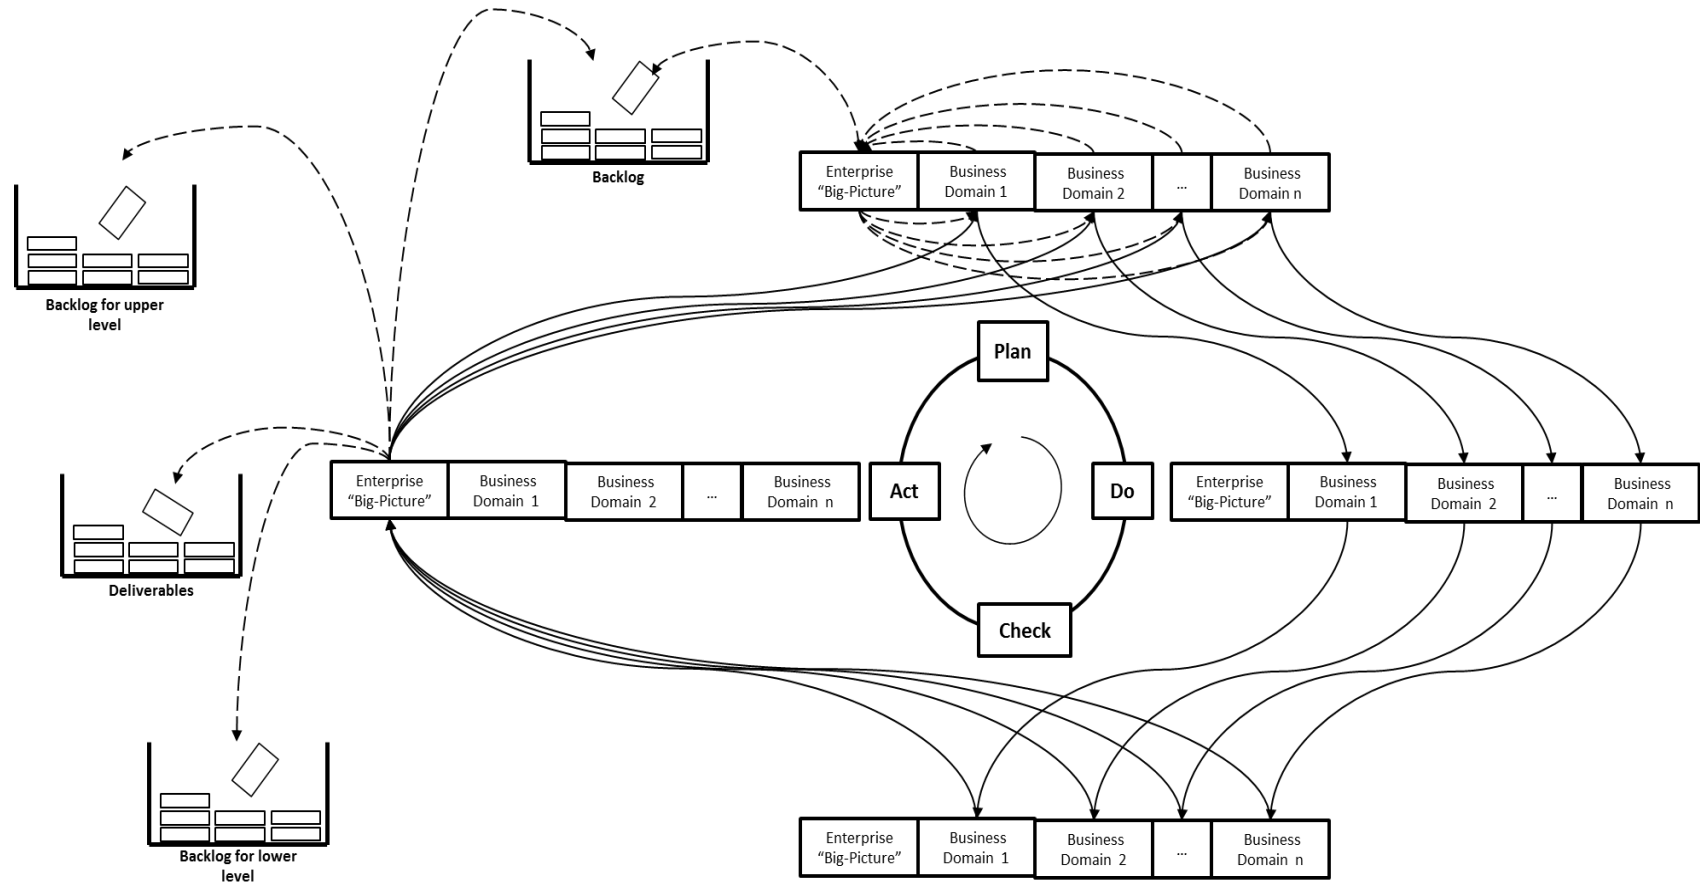 Backlog
Enterprise
“Big-Picture”
Business
Domain 1
Business
Domain 2
...
Business
Domain n
Backlog for upper
level
Plan
Enterprise
“Big-Picture”
Business
Domain 1
Business
Domain 2
...
Business
Domain n
Act
Do
Enterprise
“Big-Picture”
Business
Domain 1
Business
Domain 2
...
Business
Domain n
Deliverables
Check
Backlog for lower
level
Enterprise
“Big-Picture”
Business
Domain 1
Business
Domain 2
...
Business
Domain n